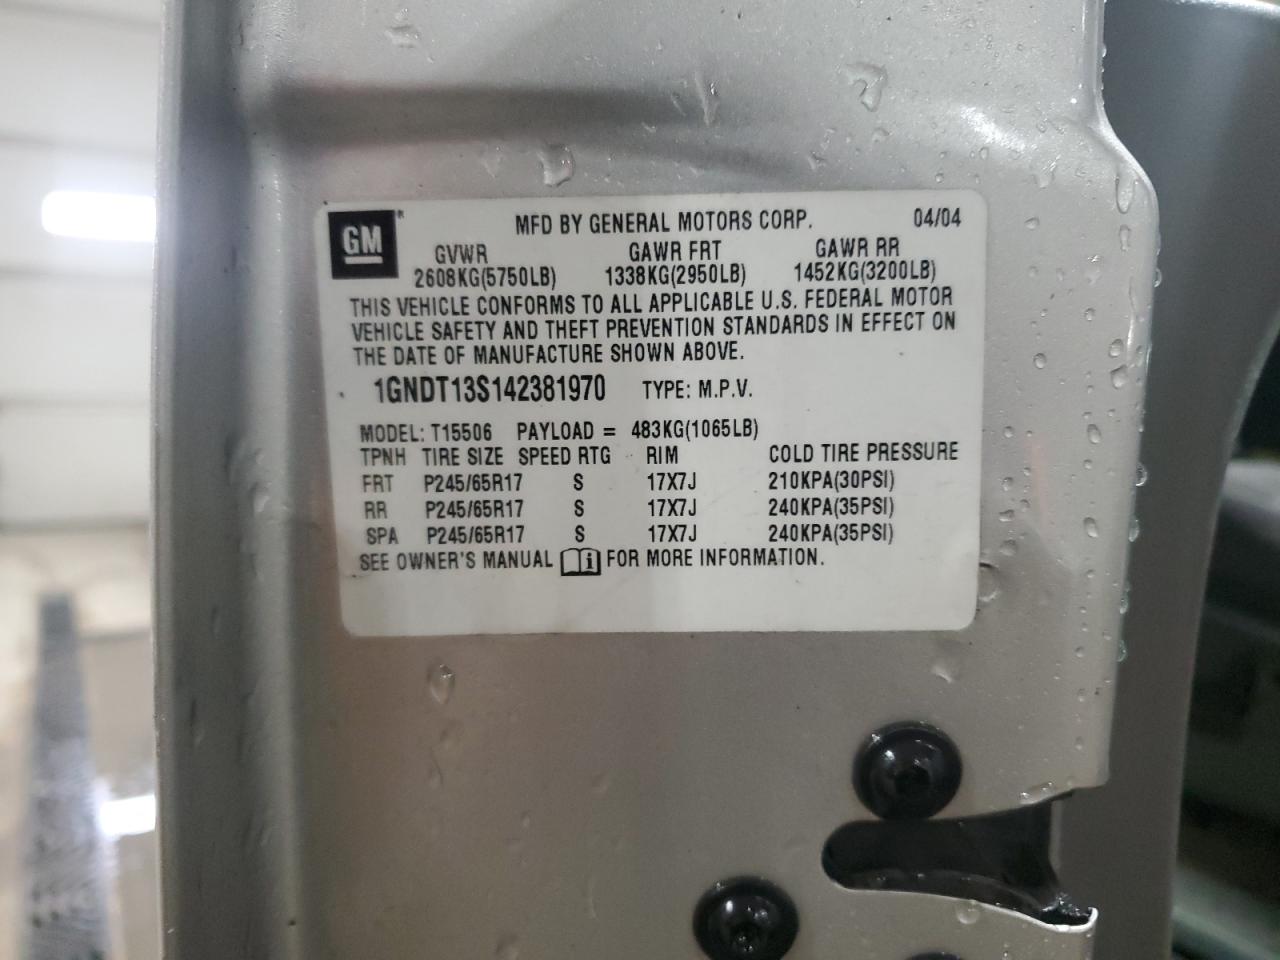 GM ® MFD BY GENERAL MOTORS CORP. 04/04
GVWR GAWR FRT GAWR RR
2608KG(5750LB) 1338KG(2950LB) 1452KG(3200LB)
THIS VEHICLE CONFORMS TO ALL APPLICABLE U.S. FEDERAL MOTOR
VEHICLE SAFETY AND THEFT PREVENTION STANDARDS IN EFFECT ON
THE DATE OF MANUFACTURE SHOWN ABOVE.
1GNDT13S142381970 TYPE: M.P.V.
MODEL: T15506 PAYLOAD = 483KG(1065LB)
TPNH TIRE SIZE SPEED RTG RIM COLD TIRE PRESSURE
FRT P245/65R17 S 17X7J 210KPA(30PSI)
RR P245/65R17 S 17X7J 240KPA(35PSI)
SPA P245/65R17 S 17X7J 240KPA(35PSI)
SEE OWNER'S MANUAL i FOR MORE INFORMATION.